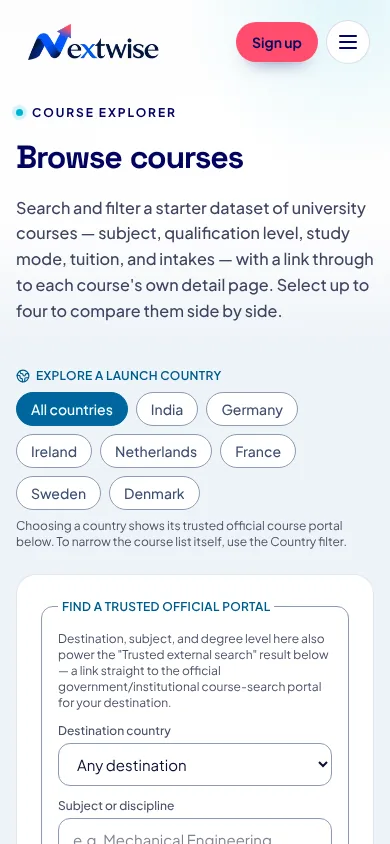 Nextwise
Sign up
COURSE EXPLORER
Browse courses
Search and filter a starter dataset of university
courses — subject, qualification level, study
mode, tuition, and intakes — with a link through
to each course's own detail page. Select up to
four to compare them side by side.
EXPLORE A LAUNCH COUNTRY
All countries
India
Germany
Ireland
Netherlands
France
Sweden
Denmark
Choosing a country shows its trusted official course portal
below. To narrow the course list itself, use the Country filter.
FIND A TRUSTED OFFICIAL PORTAL
Destination, subject, and degree level here also
power the "Trusted external search" result below
— a link straight to the official
government/institutional course-search portal
for your destination.
Destination country
Any destination
Subject or discipline
e.g. Mechanical Engineering